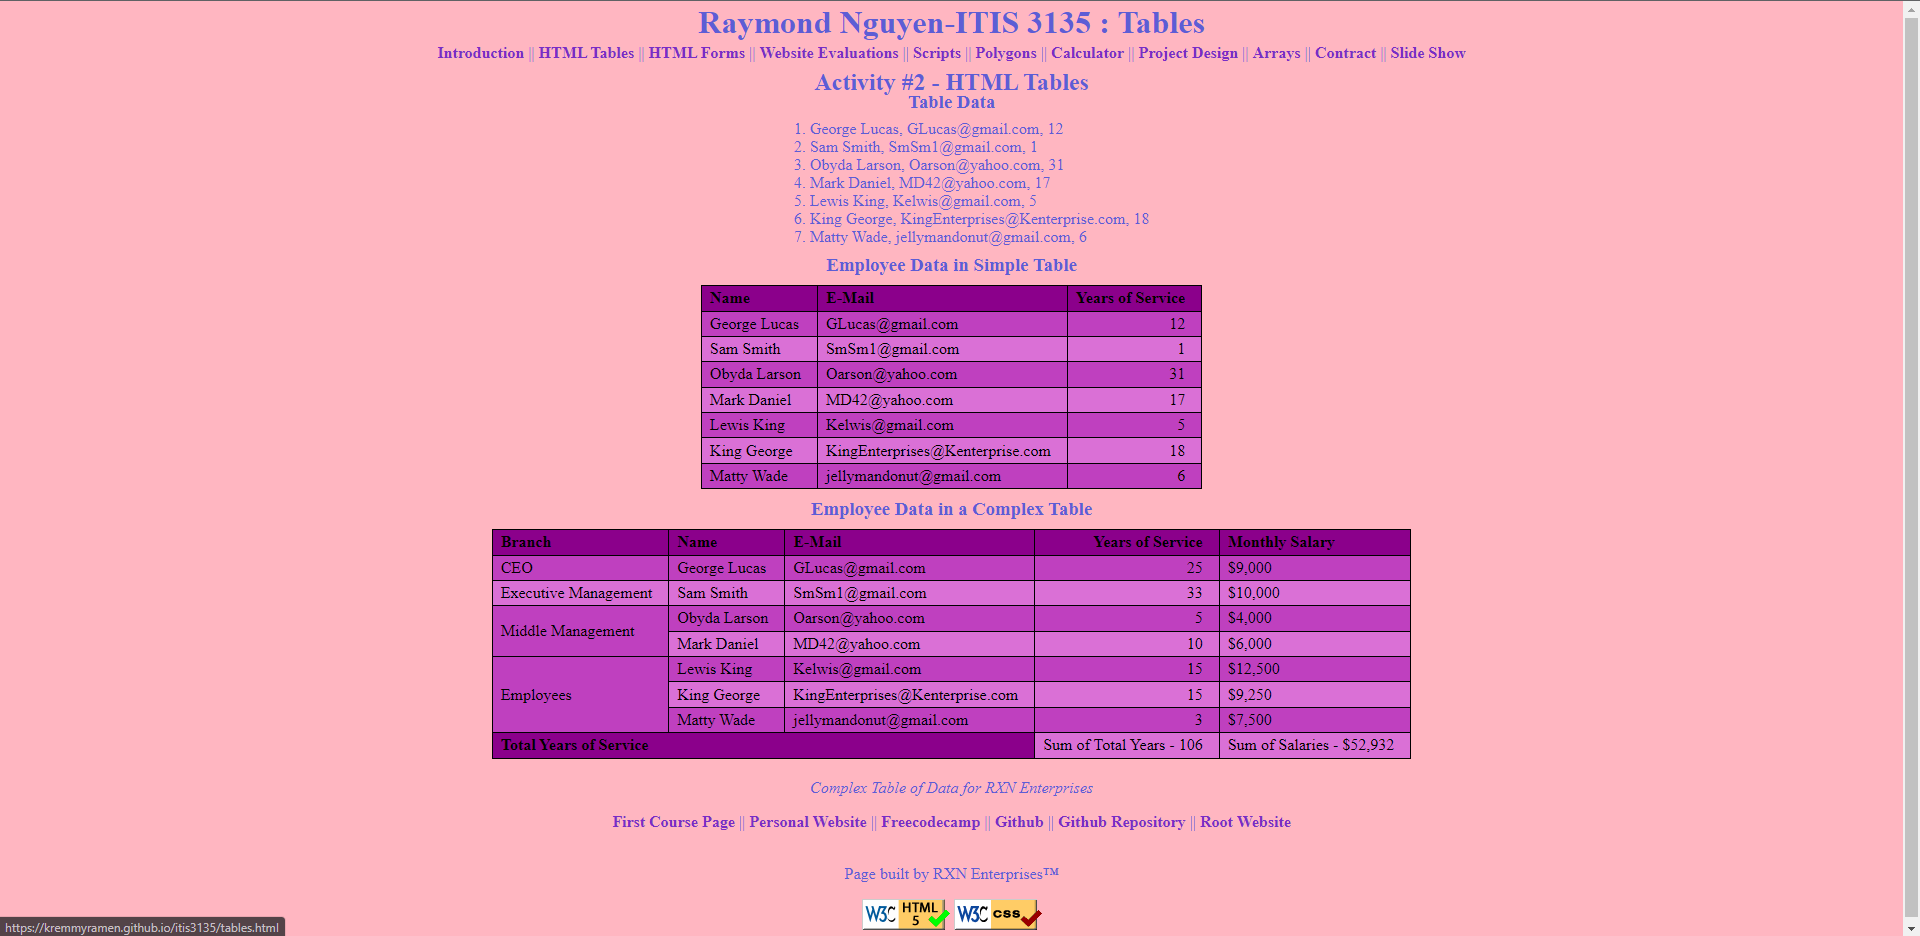 Raymond Nguyen-ITIS 3135 : Tables
Introduction || HTML Tables || HTML Forms || Website Evaluations || Scripts || Polygons || Calculator || Project Design || Arrays || Contract || Slide Show
Activity #2 - HTML Tables
Table Data
1. George Lucas, GLucas@gmail.com, 12
2. Sam Smith, SmSm1@gmail.com, 1
3. Obyda Larson, Oarson@yahoo.com, 31
4. Mark Daniel, MD42@yahoo.com, 17
5. Lewis King, Kelwis@gmail.com, 5
6. King George, KingEnterprises@Kenterprise.com, 18
7. Matty Wade, jellymandonut@gmail.com, 6
Employee Data in Simple Table
Name E-Mail Years of Service
George Lucas GLucas@gmail.com 12
Sam Smith SmSm1@gmail.com 1
Obyda Larson Oarson@yahoo.com 31
Mark Daniel MD42@yahoo.com 17
Lewis King Kelwis@gmail.com 5
King George KingEnterprises@Kenterprise.com 18
Matty Wade jellymandonut@gmail.com 6
Employee Data in a Complex Table
Branch Name E-Mail Years of Service Monthly Salary
CEO George Lucas GLucas@gmail.com 25 $9,000
Executive Management Sam Smith SmSm1@gmail.com 33 $10,000
Middle Management Obyda Larson Oarson@yahoo.com 5 $4,000
Mark Daniel MD42@yahoo.com 10 $6,000
Employees Lewis King Kelwis@gmail.com 15 $12,500
King George KingEnterprises@Kenterprise.com 15 $9,250
Matty Wade jellymandonut@gmail.com 3 $7,500
Total Years of Service Sum of Total Years - 106 Sum of Salaries - $52,932
Complex Table of Data for RXN Enterprises
First Course Page || Personal Website || Freecodecamp || Github || Github Repository || Root Website
Page built by RXN Enterprises™
W3C HTML 5 W3C css
https://kremmyramen.github.io/itis3135/tables.html